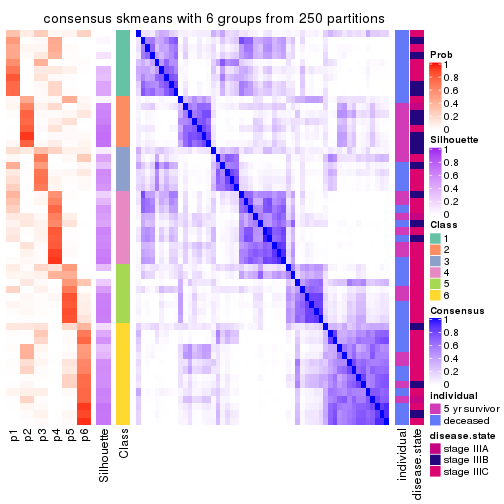 consensus skmeans with 6 groups from 250 partitions
Prob
1
0.8
0.6
0.4
0.2
0
Silhouette
1
0.8
0.6
0.4
0.2
0
Class
1
2
3
4
5
6
Consensus
1
0.8
0.6
0.4
0.2
0
individual
5 yr survivor
deceased
disease.state
stage IIIA
stage IIIB
stage IIIC
p1
p2
p3
p4
p5
p6
Silhouette
Class
individual
disease.state